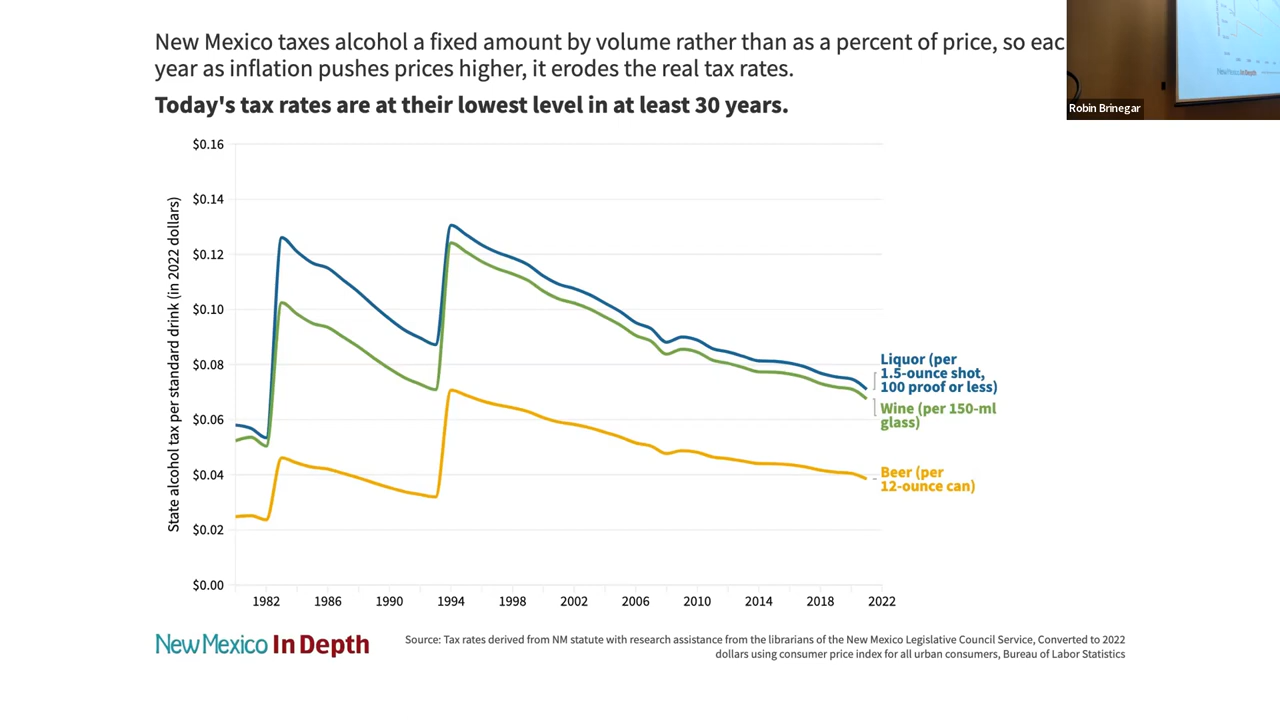 New Mexico taxes alcohol a fixed amount by volume rather than as a percent of price, so eac
year as inflation pushes prices higher, it erodes the real tax rates.
Today's tax rates are at their lowest level in at least 30 years.
Robin Brinegar
New Mexico In Depth
State alcohol tax per standard drink (in 2022 dollars)
$0.16
$0.14
$0.12
$0.10
$0.08
$0.06
$0.04
$0.02
$0.00
Liquor (per
1.5-ounce shot,
100 proof or less)
Wine (per 150-ml
glass)
Beer (per
12-ounce can)
1982 1986 1990 1994 1998 2002 2006 2010 2014 2018 2022
New Mexico In Depth
Source: Tax rates derived from NM statute with research assistance from the librarians of the New Mexico Legislative Council Service, Converted to 2022
dollars using consumer price index for all urban consumers, Bureau of Labor Statistics